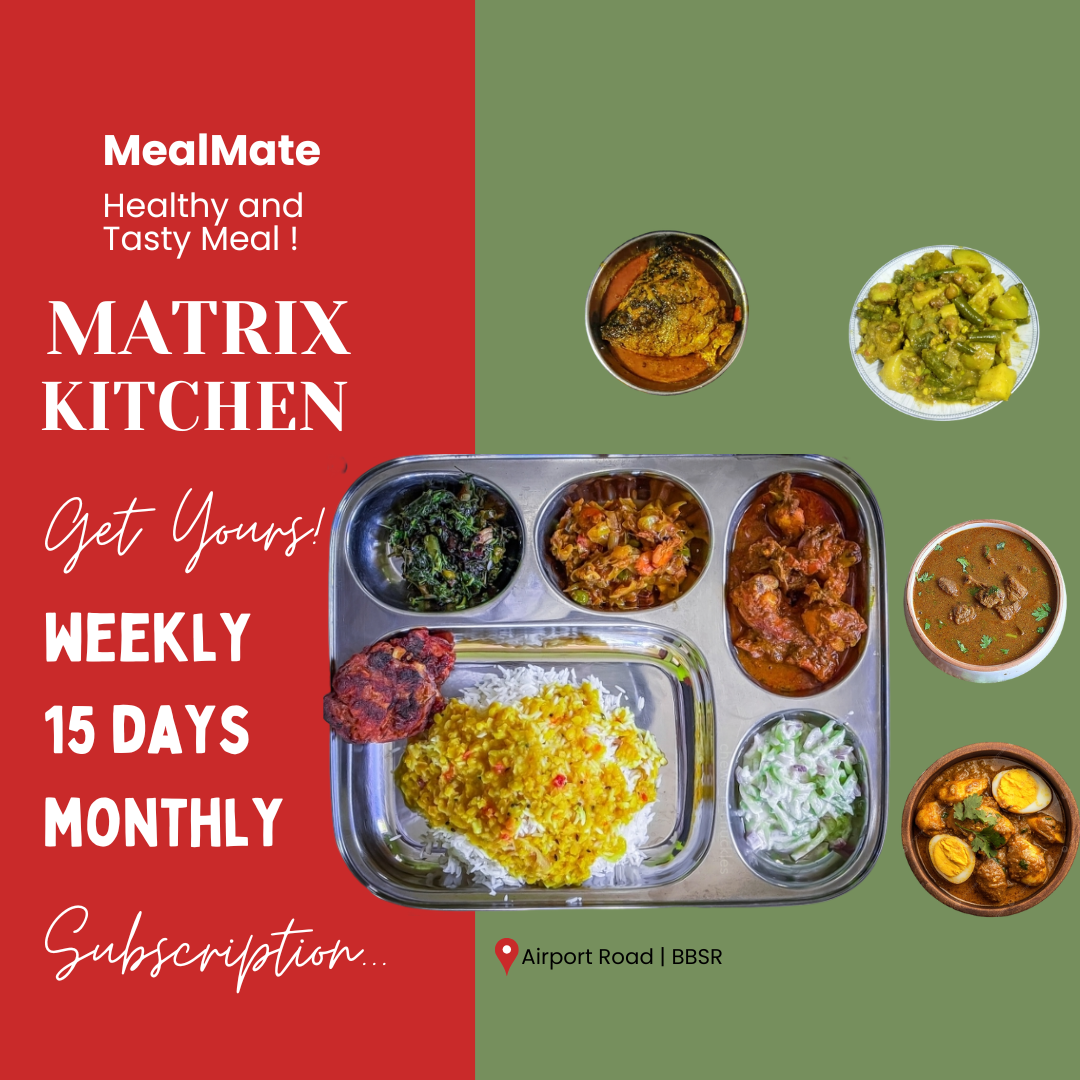 MealMate
Healthy and
Tasty Meal !
MATRIX
KITCHEN
Get Yours!
WEEKLY
15 DAYS
MONTHLY
Subscription...
Airport Road | BBSR